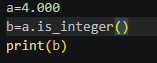 a=4.000
b=a.is_integer()
print(b)